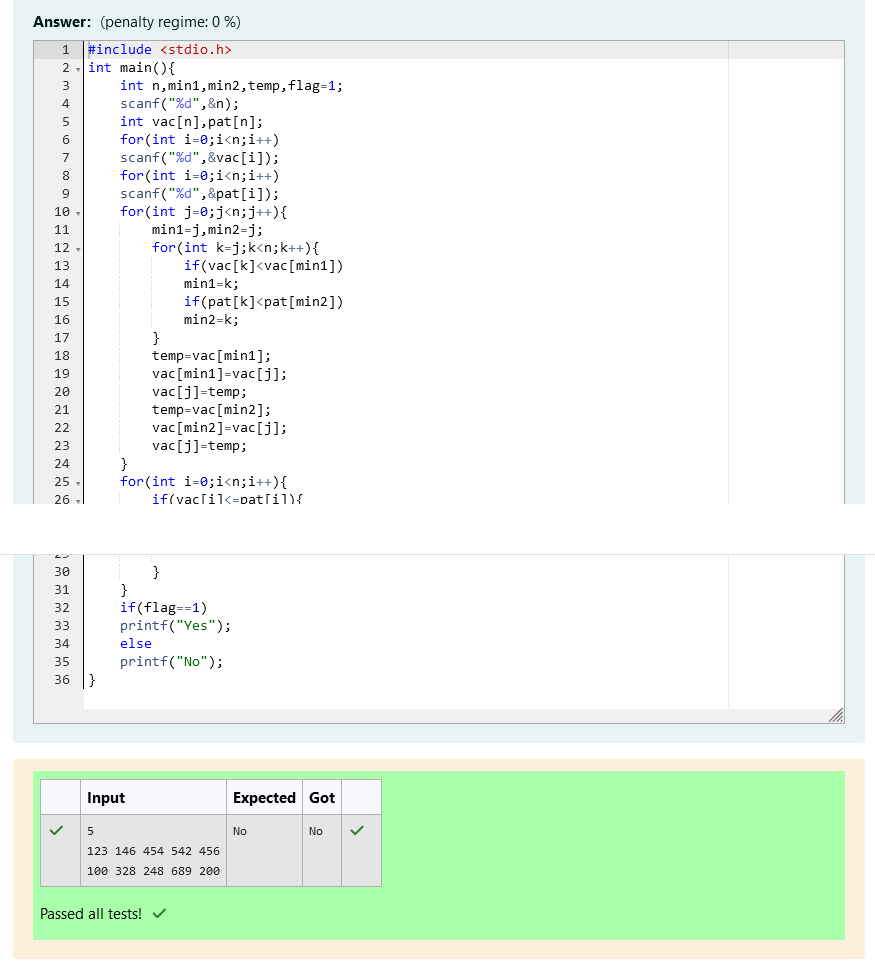 Answer: (penalty regime: 0 %)
1 #include <stdio.h>
2 int main(){
3     int n,min1,min2,temp,flag=1;
4     scanf("%d",&n);
5     int vac[n],pat[n];
6     for(int i=0;i<n;i++)
7     scanf("%d",&vac[i]);
8     for(int i=0;i<n;i++)
9     scanf("%d",&pat[i]);
10     for(int j=0;j<n;j++){
11         min1=j,min2=j;
12         for(int k=j;k<n;k++){
13             if(vac[k]<vac[min1])
14             min1=k;
15             if(pat[k]<pat[min2])
16             min2=k;
17         }
18         temp=vac[min1];
19         vac[min1]=vac[j];
20         vac[j]=temp;
21         temp=vac[min2];
22         vac[min2]=vac[j];
23         vac[j]=temp;
24     }
25     for(int i=0;i<n;i++){
26         if(vac[i]<=pat[i]){
30         }
31     }
32     if(flag==1)
33     printf("Yes");
34     else
35     printf("No");
36 }
Input Expected Got
5 No No
123 146 454 542 456
100 328 248 689 200
Passed all tests!